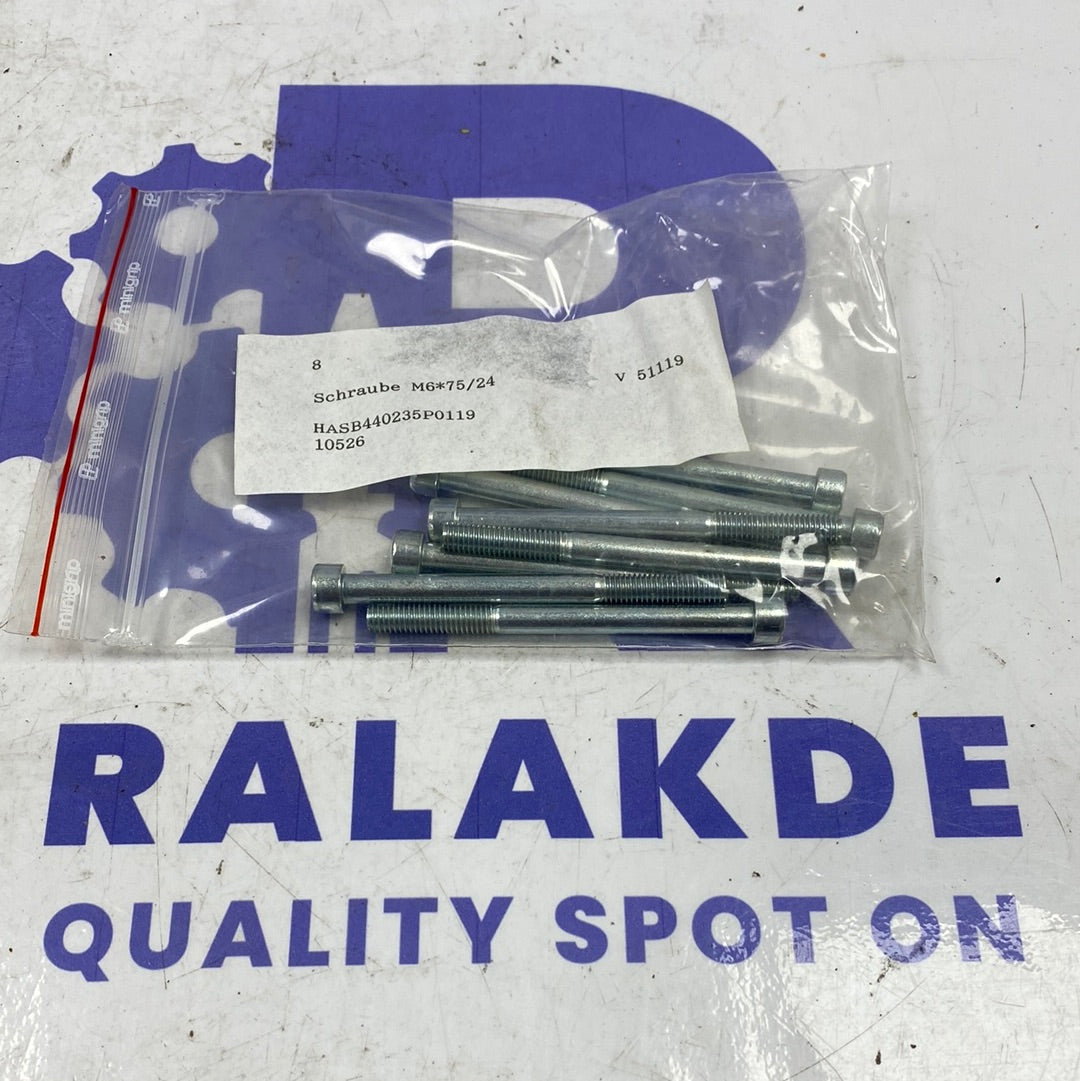 minigrip
minigrip
minigrip
8
Schraube M6*75/24
V 51119
HASB440235P0119
10526
RALAKDE
QUALITY SPOT ON